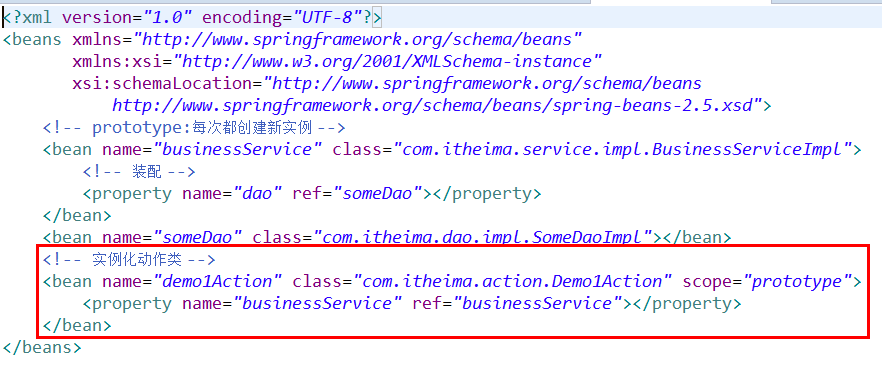 <?xml version="1.0" encoding="UTF-8"?>
<beans xmlns="http://www.springframework.org/schema/beans"
xmlns:xsi="http://www.w3.org/2001/XMLSchema-instance"
xsi:schemaLocation="http://www.springframework.org/schema/beans
http://www.springframework.org/schema/beans/spring-beans-2.5.xsd">
<!-- prototype:每次都创建新实例 -->
<bean name="businessService" class="com.itheima.service.impl.BusinessServiceImpl">
<!-- 装配 -->
<property name="dao" ref="someDao"></property>
</bean>
<bean name="someDao" class="com.itheima.dao.impl.SomeDaoImpl"></bean>
<!-- 实例化动作类 -->
<bean name="demo1Action" class="com.itheima.action.Demo1Action" scope="prototype">
<property name="businessService" ref="businessService"></property>
</bean>
</beans>